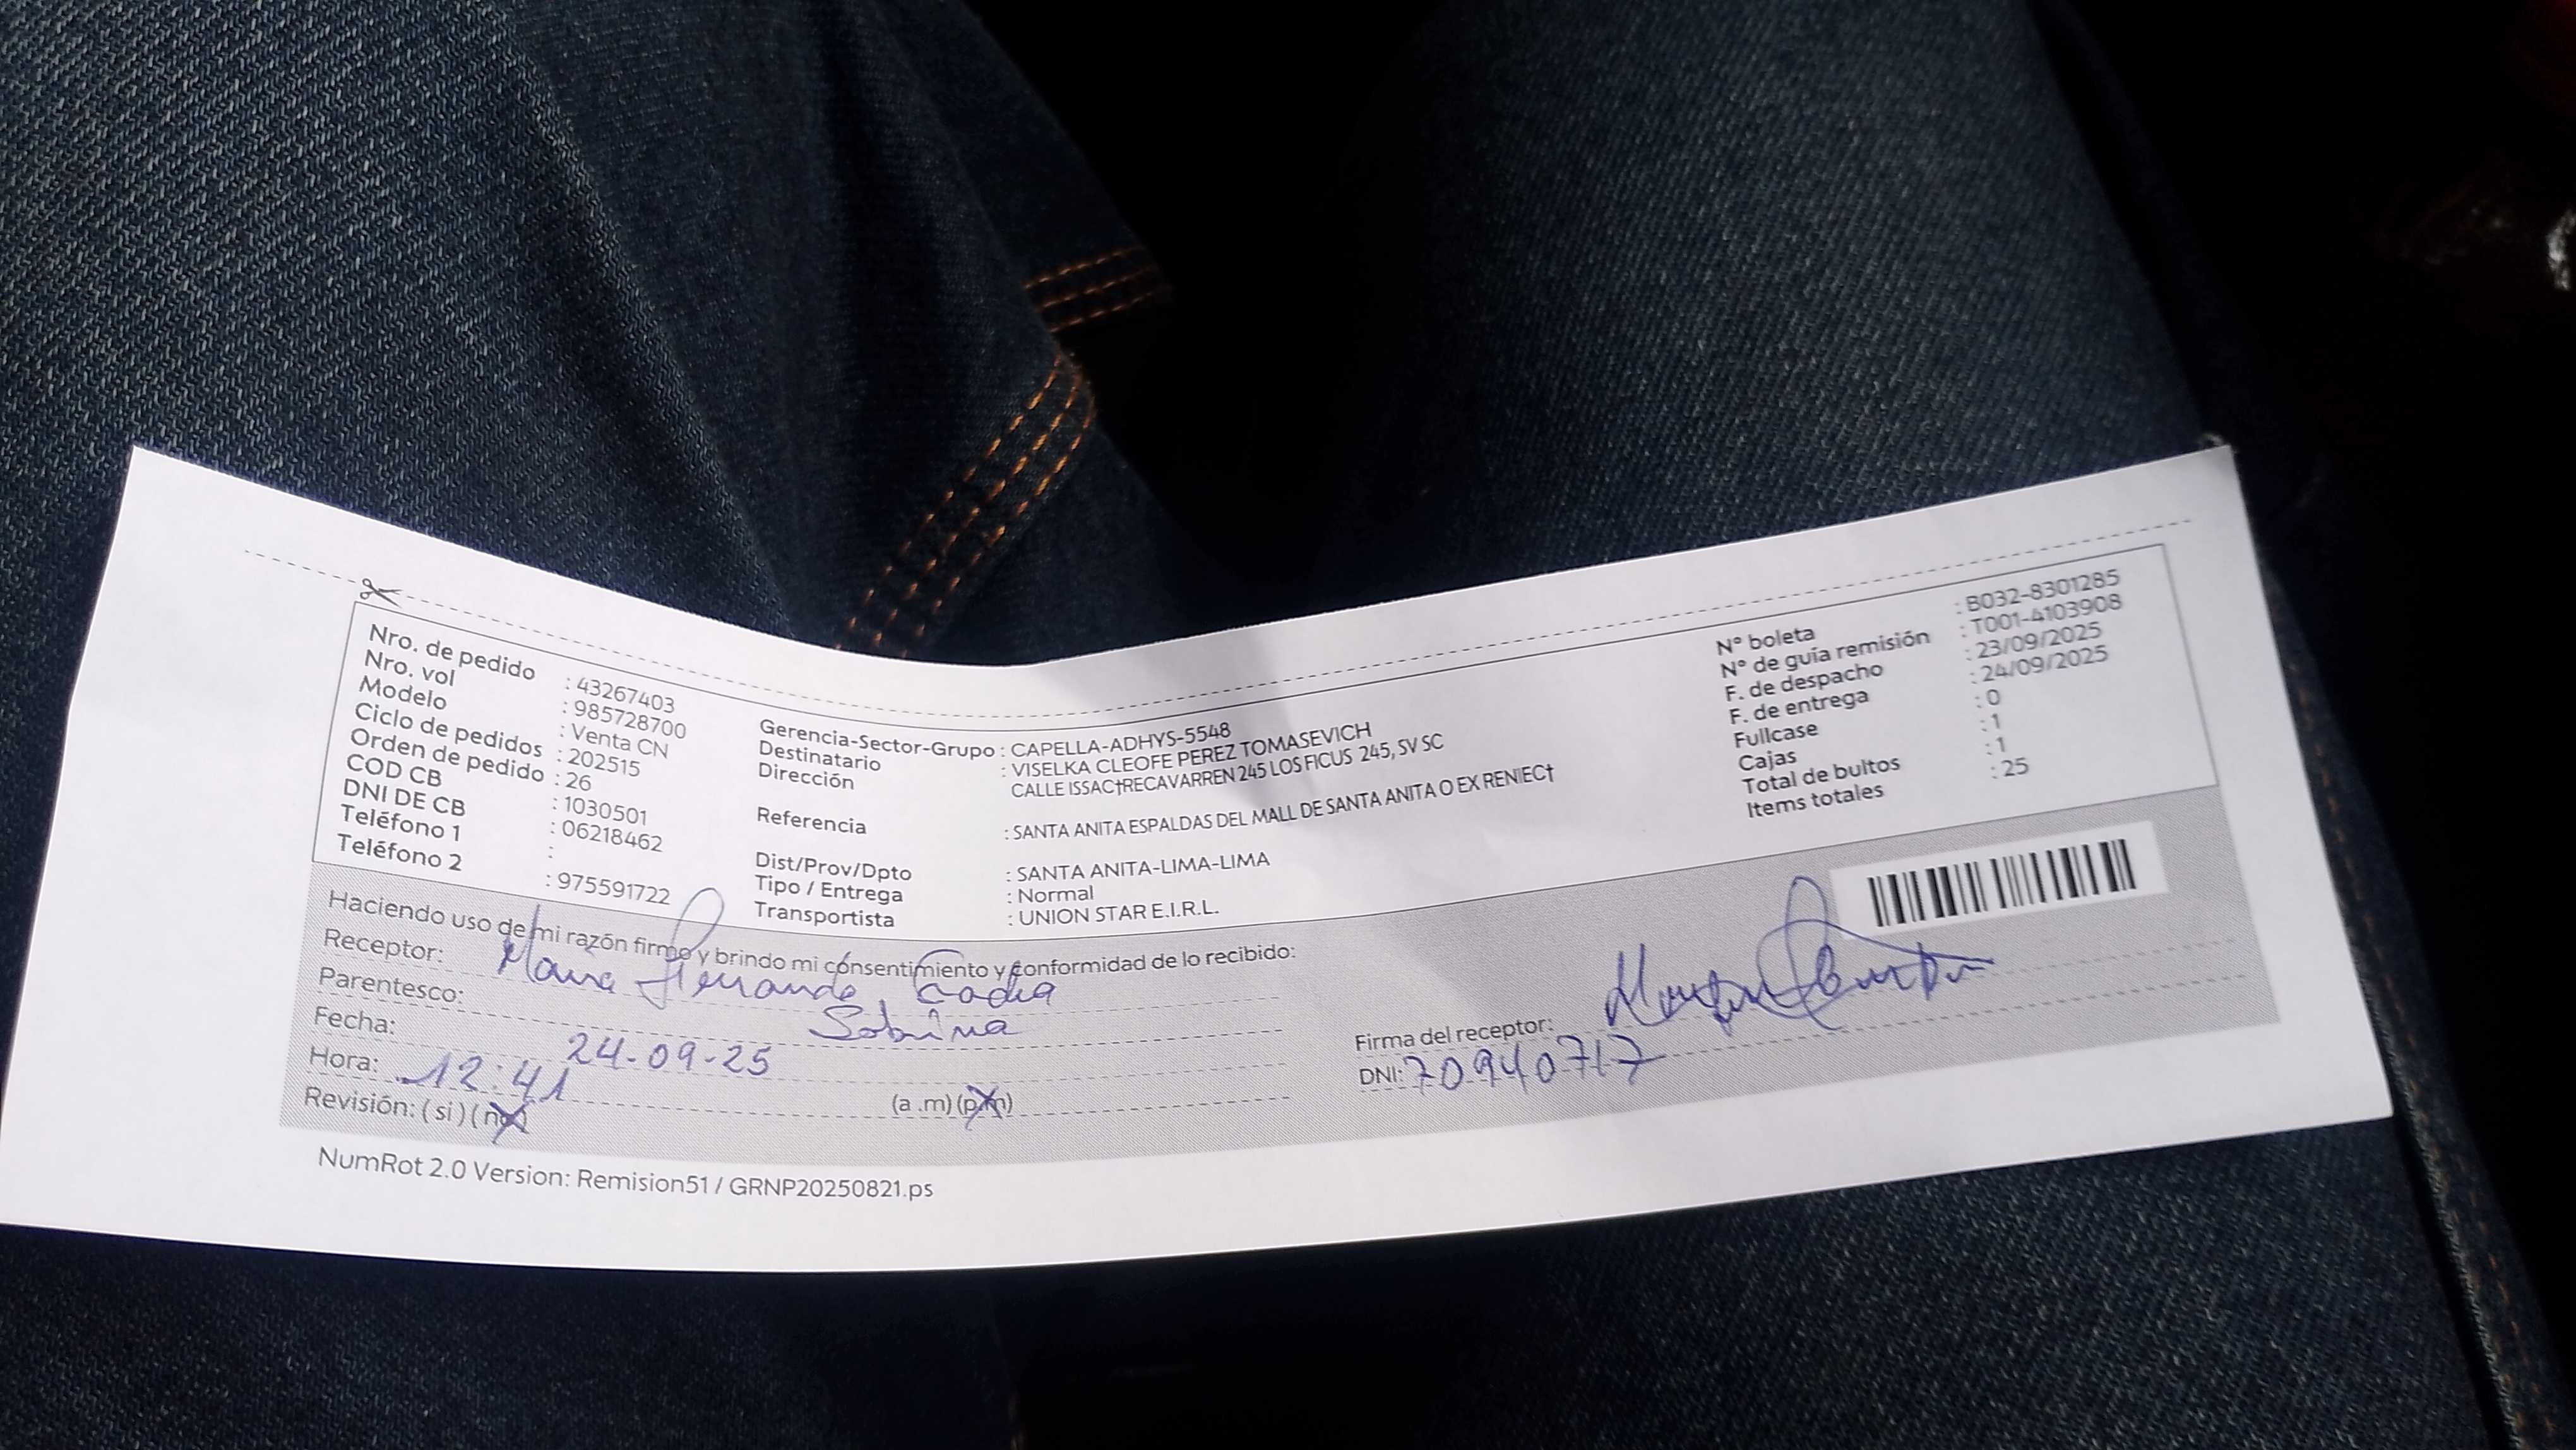 Nro. de pedido : 43267403
Nro. vol : 985728700
Modelo : Venta CN
Ciclo de pedidos : 202515
Orden de pedido : 26
COD CB : 1030501
DNI DE CB : 06218462
Teléfono 1 :
Teléfono 2 : 975591722
Gerencia-Sector-Grupo : CAPELLA-ADHYS-5548
Destinatario : VISELKA CLEOFE PEREZ TOMASEVICH
Dirección CALLE ISSAC†RECAVARREN 245 LOS FICUS 245, SV SC
Referencia : SANTA ANITA ESPALDAS DEL MALL DE SANTA ANITA O EX RENIEC†
Dist/Prov/Dpto : SANTA ANITA-LIMA-LIMA
Tipo / Entrega : Normal
Transportista : UNION STAR E.I.R.L.
N° boleta : B032-8301285
N° de guía remisión : T001-4103908
F. de despacho : 23/09/2025
F. de entrega : 24/09/2025
Fullcase : 0
Cajas : 1
Total de bultos : 1
Items totales : 25
Haciendo uso de mi razón firmo y brindo mi consentimiento y conformidad de lo recibido:
Receptor: Maria
Parentesco: Sobrina
Fecha: 24-09-25
Hora: 12:41 (a .m) (p.m)
Revisión: ( si ) ( no )
Firma del receptor:
DNI: 70940717
NumRot 2.0 Version: Remision51 / GRNP20250821.ps